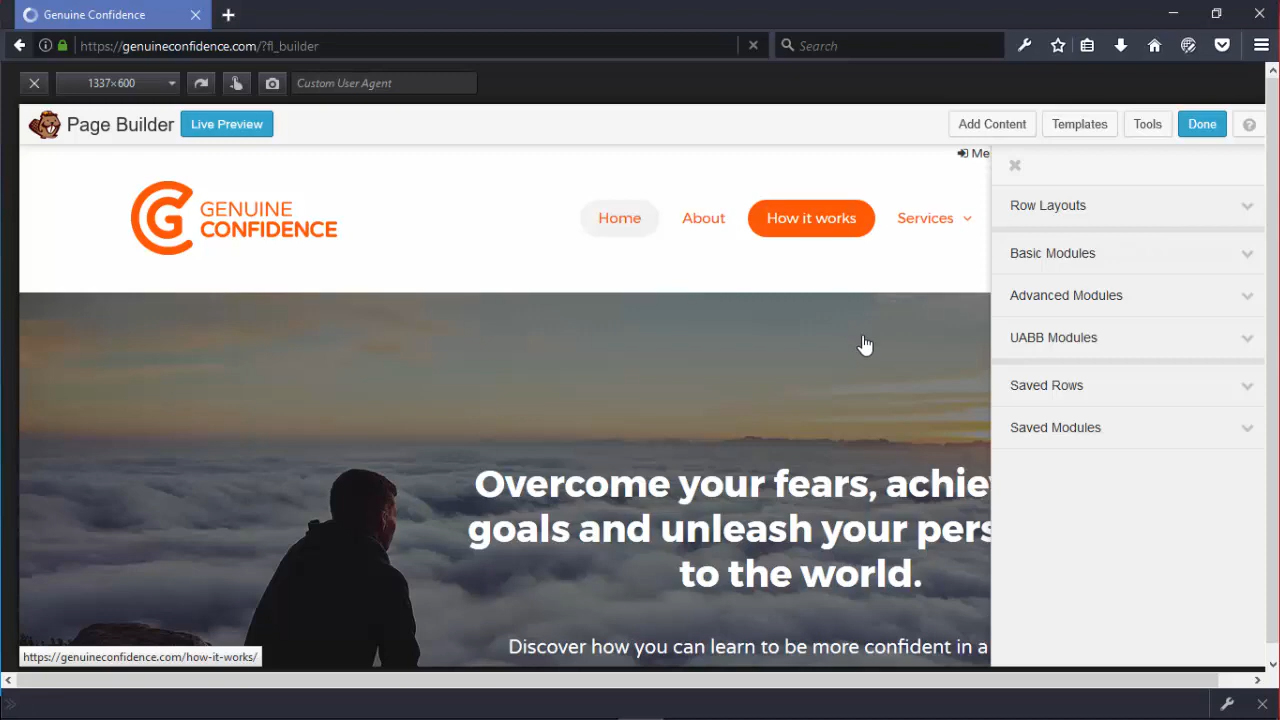 Genuine Confidence
https://genuineconfidence.com/?fl_builder
Search
1337×600
Custom User Agent
Page Builder
Live Preview
Add Content
Templates
Tools
Done
?
Me
GENUINE
CONFIDENCE
Home
About
How it works
Services
Row Layouts
Basic Modules
Advanced Modules
UABB Modules
Saved Rows
Saved Modules
Overcome your fears, achie
goals and unleash your pers
to the world.
Discover how you can learn to be more confident in a
https://genuineconfidence.com/how-it-works/